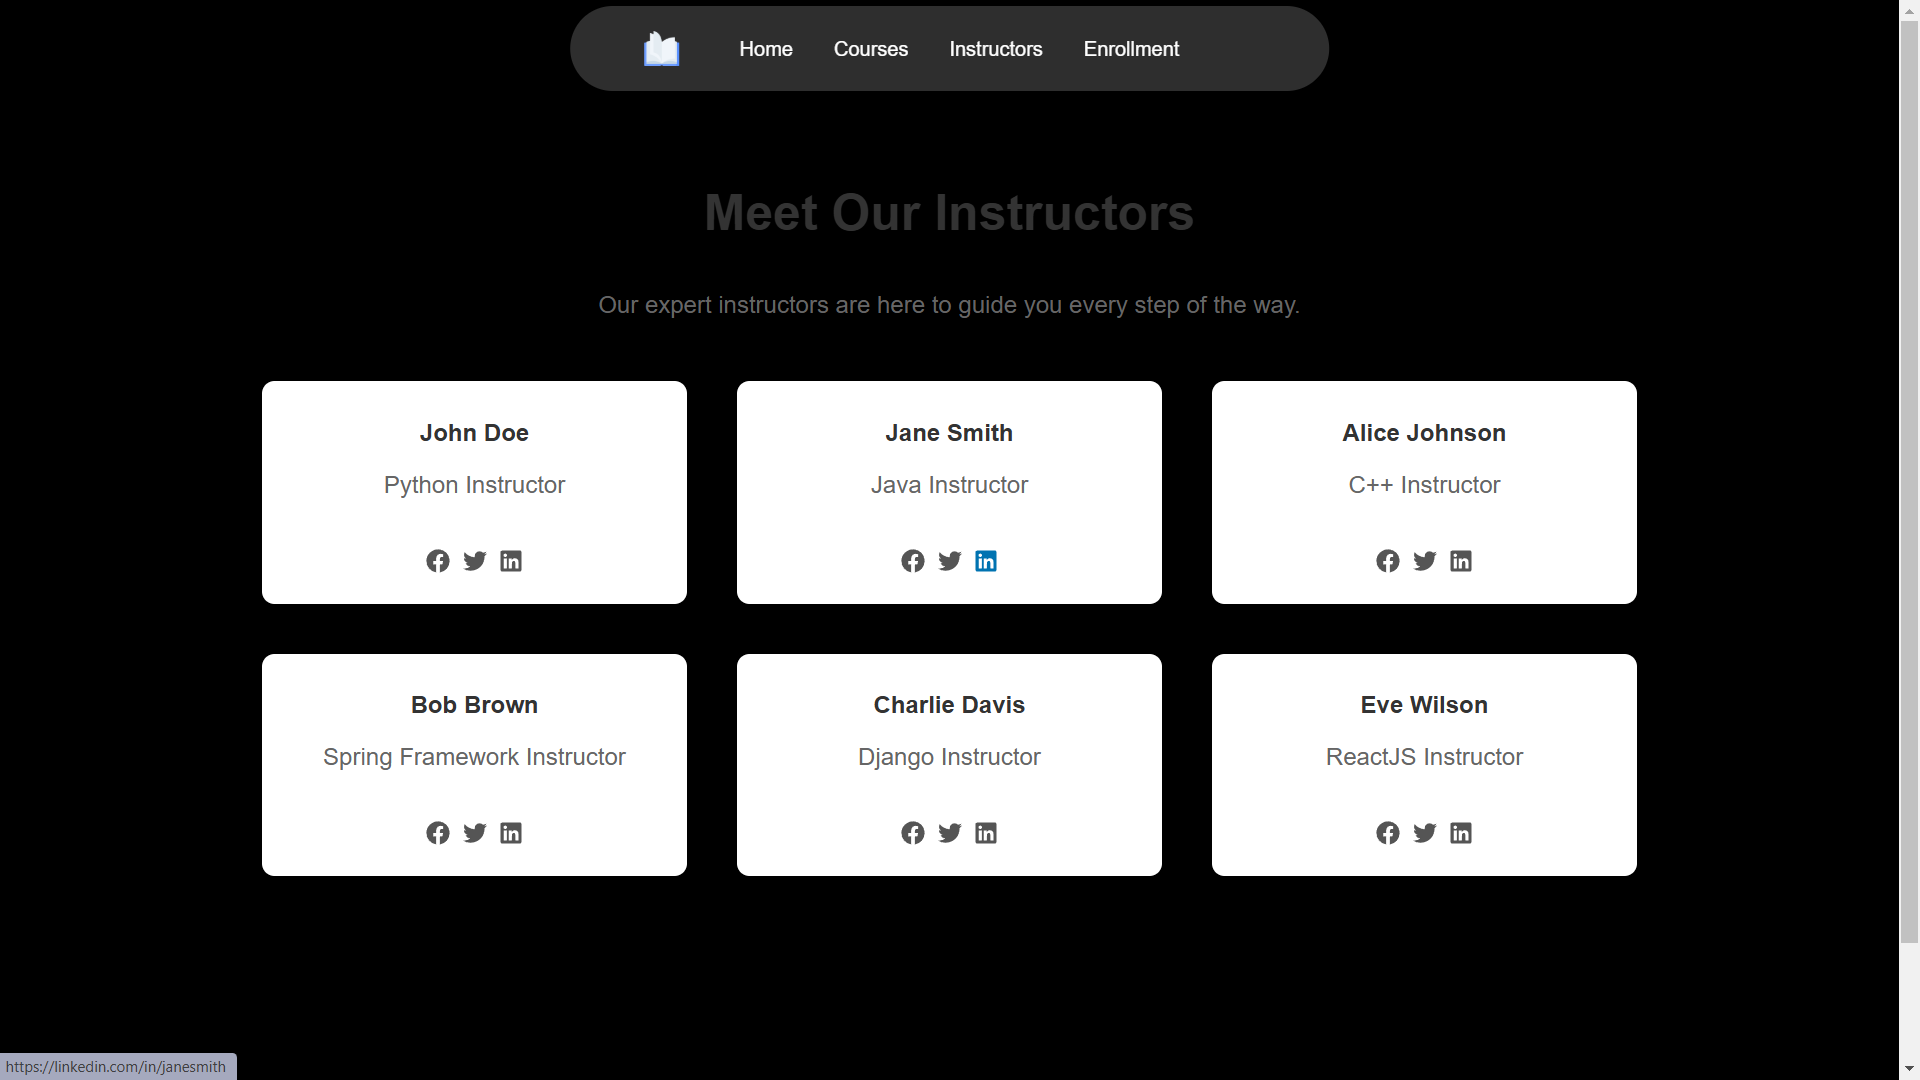 Home Courses Instructors Enrollment
Meet Our Instructors
Our expert instructors are here to guide you every step of the way.
John Doe
Python Instructor
Jane Smith
Java Instructor
Alice Johnson
C++ Instructor
Bob Brown
Spring Framework Instructor
Charlie Davis
Django Instructor
Eve Wilson
ReactJS Instructor
https://linkedin.com/in/janesmith